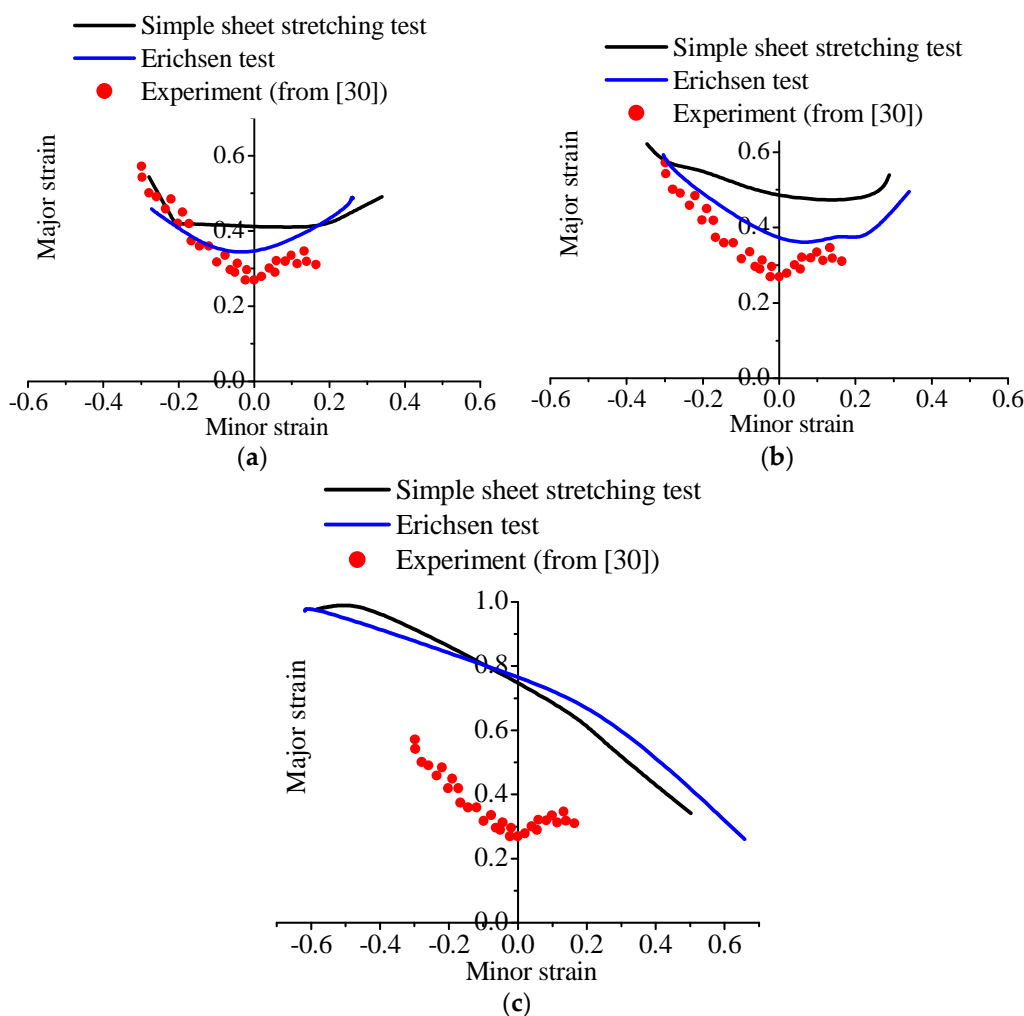 Simple sheet stretching test
Erichsen test
Experiment (from [30])
Major strain
0.6
0.4
0.2
0.0
-0.6 -0.4 -0.2 0.0 0.2 0.4 0.6
Minor strain
(a)
Simple sheet stretching test
Erichsen test
Experiment (from [30])
Major strain
0.6
0.4
0.2
0.0
-0.6 -0.4 -0.2 0.0 0.2 0.4 0.6
Minor strain
(b)
Simple sheet stretching test
Erichsen test
Experiment (from [30])
Major strain
1.0
0.8
0.6
0.4
0.2
0.0
-0.6 -0.4 -0.2 0.0 0.2 0.4 0.6
Minor strain
(c)